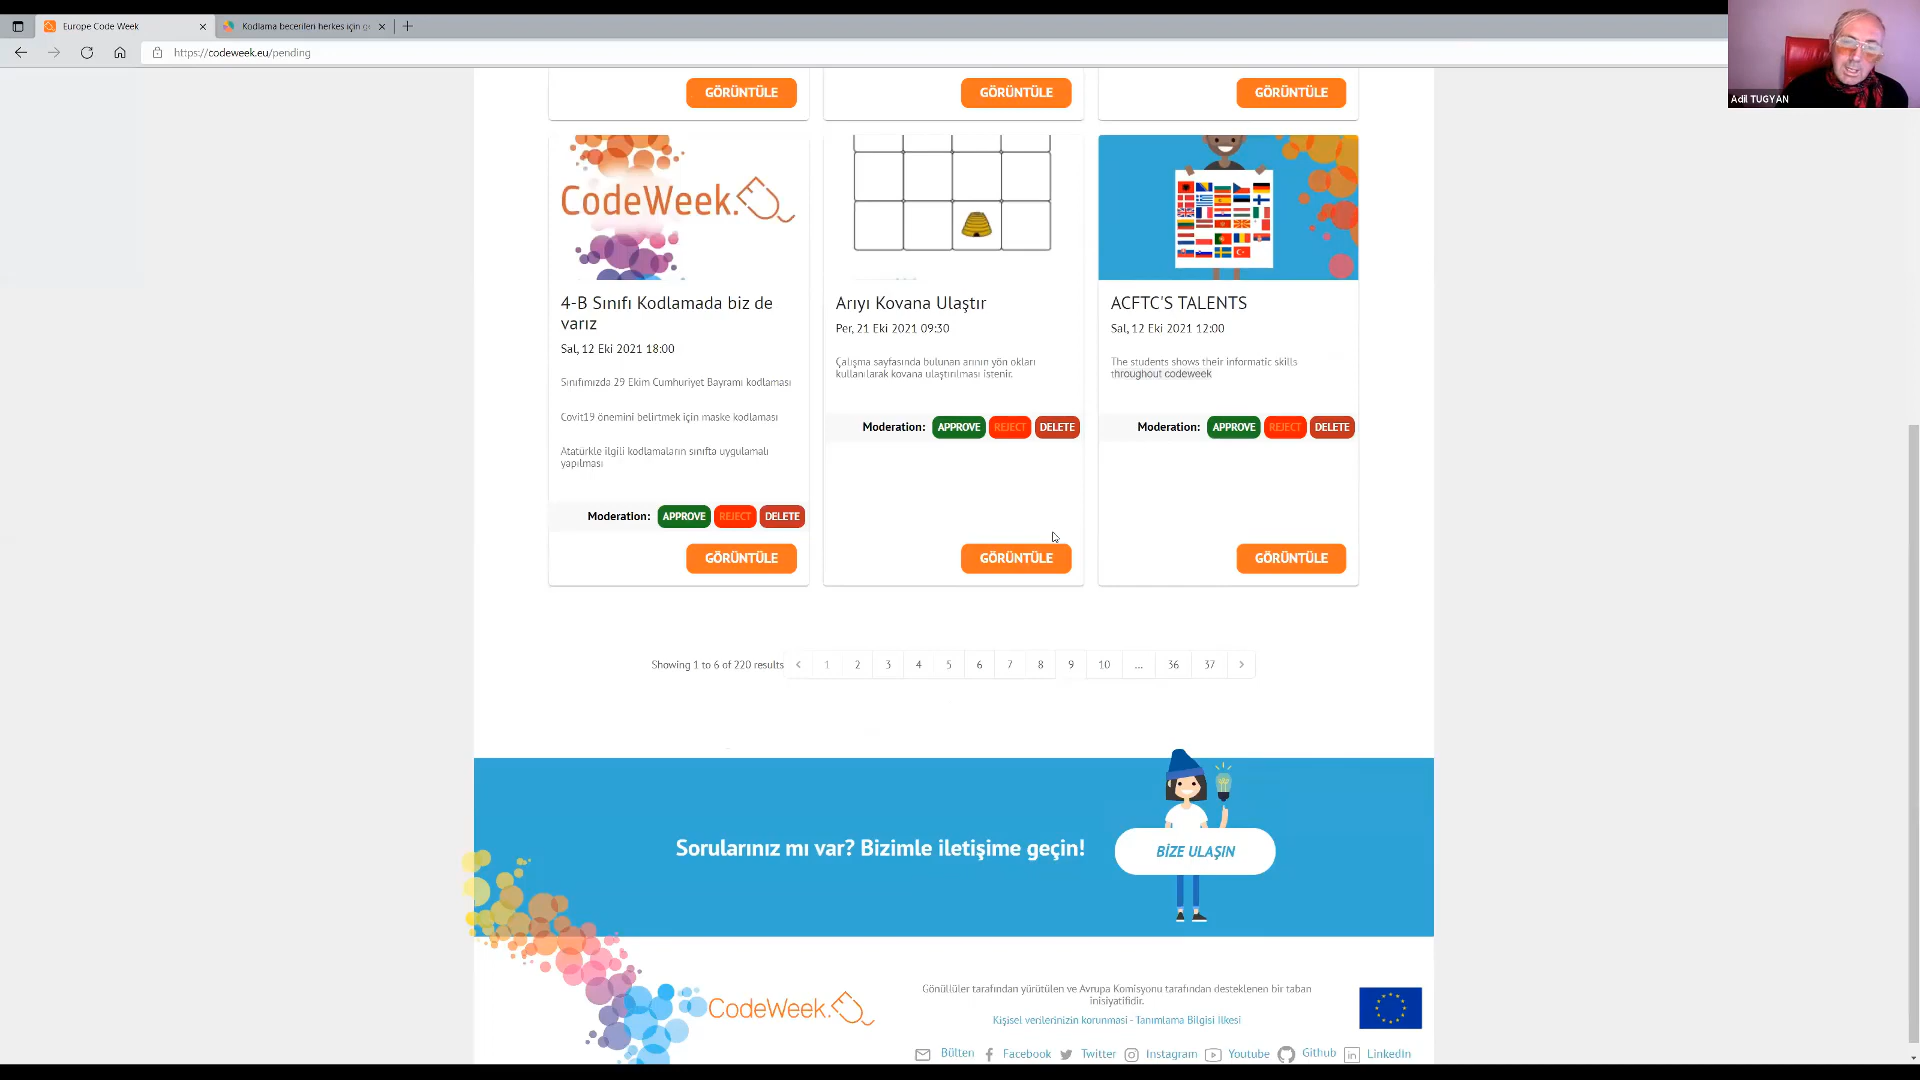 Europe Code Week
Kodlama becerileri herkes için ge
https://codeweek.eu/pending
Adil TUGYAN
GÖRÜNTÜLE GÖRÜNTÜLE GÖRÜNTÜLE
CodeWeek.
4-B Sınıfı Kodlamada biz de
varız
Sal, 12 Eki 2021 18:00
Sınıfımızda 29 Ekim Cumhuriyet Bayramı kodlaması
Covit19 önemini belirtmek için maske kodlaması
Atatürkle ilgili kodlamaların sınıfta uygulamalı
yapılması
Moderation: APPROVE REJECT DELETE
GÖRÜNTÜLE
Arıyı Kovana Ulaştır
Per, 21 Eki 2021 09:30
Çalışma sayfasında bulunan arının yön okları
kullanılarak kovana ulaştırılması istenir.
Moderation: APPROVE REJECT DELETE
GÖRÜNTÜLE
ACFTC'S TALENTS
Sal, 12 Eki 2021 12:00
The students shows their informatic skills
throughout codeweek
Moderation: APPROVE REJECT DELETE
GÖRÜNTÜLE
Showing 1 to 6 of 220 results < 1 2 3 4 5 6 7 8 9 10 ... 36 37 >
Sorularınız mı var? Bizimle iletişime geçin!
BİZE ULAŞIN
CodeWeek.
Gönüllüler tarafından yürütülen ve Avrupa Komisyonu tarafından desteklenen bir taban
inisiyatifidir.
Kişisel verilerinizin korunması - Tanımlama Bilgisi Ilkesi
Bülten Facebook Twitter Instagram Youtube Github LinkedIn